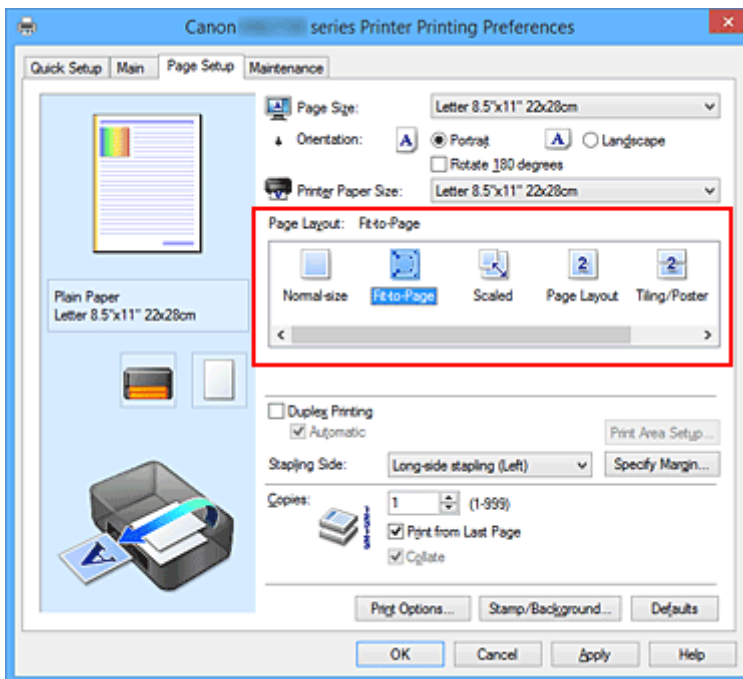 Canon series Printer Printing Preferences
Quick Setup Main Page Setup Maintenance
Page Size: Letter 8.5"x11" 22x28cm
Orientation: A Portrait A Landscape
Rotate 180 degrees
Printer Paper Size: Letter 8.5"x11" 22x28cm
Page Layout: Fit-to-Page
2 2
Normal-size Fit-to-Page Scaled Page Layout Tiling/Poster
Plain Paper
Letter 8.5"x11" 22x28cm
Duplex Printing
Automatic Print Area Setup...
Stapling Side: Long-side stapling (Left) Specify Margin...
Copies: 1 (1-999)
Print from Last Page
Collate
A
Print Options... Stamp/Background... Defaults
OK Cancel Apply Help